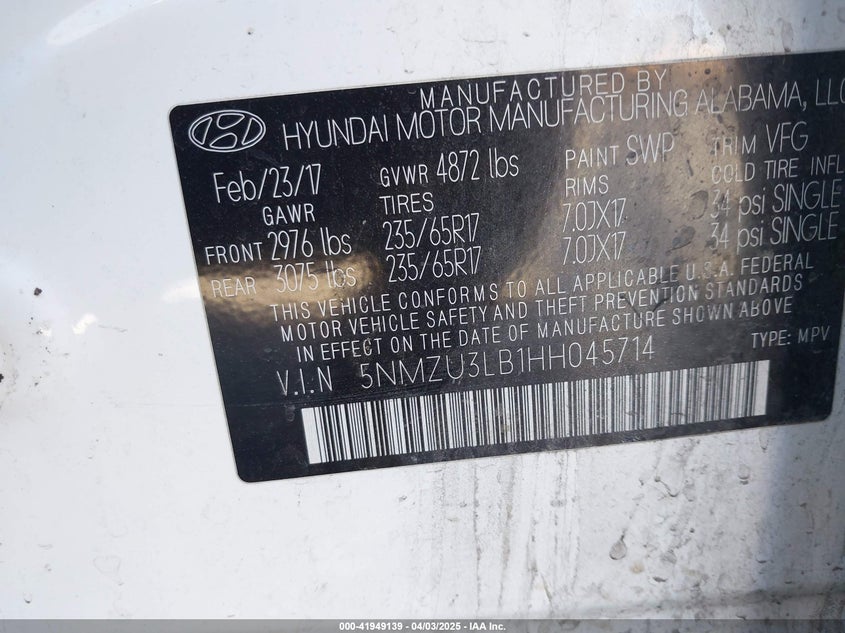 MANUFACTURED BY
HYUNDAI MOTOR MANUFACTURING ALABAMA, LLC
Feb/23/17 GVWR 4872 lbs PAINT SWP TRIM VFG
GAWR TIRES RIMS COLD TIRE INFL
FRONT 2976 lbs 235/65R17 7.0JX17 34 psi SINGLE
REAR 3075 lbs 235/65R17 7.0JX17 34 psi SINGLE
THIS VEHICLE CONFORMS TO ALL APPLICABLE U.S.A. FEDERAL
MOTOR VEHICLE SAFETY AND THEFT PREVENTION STANDARDS
IN EFFECT ON THE DATE OF MANUFACTURE SHOWN ABOVE
V.I.N 5NMZU3LB1HH045714 TYPE: MPV
000-41949139 - 04/03/2025 - IAA Inc.